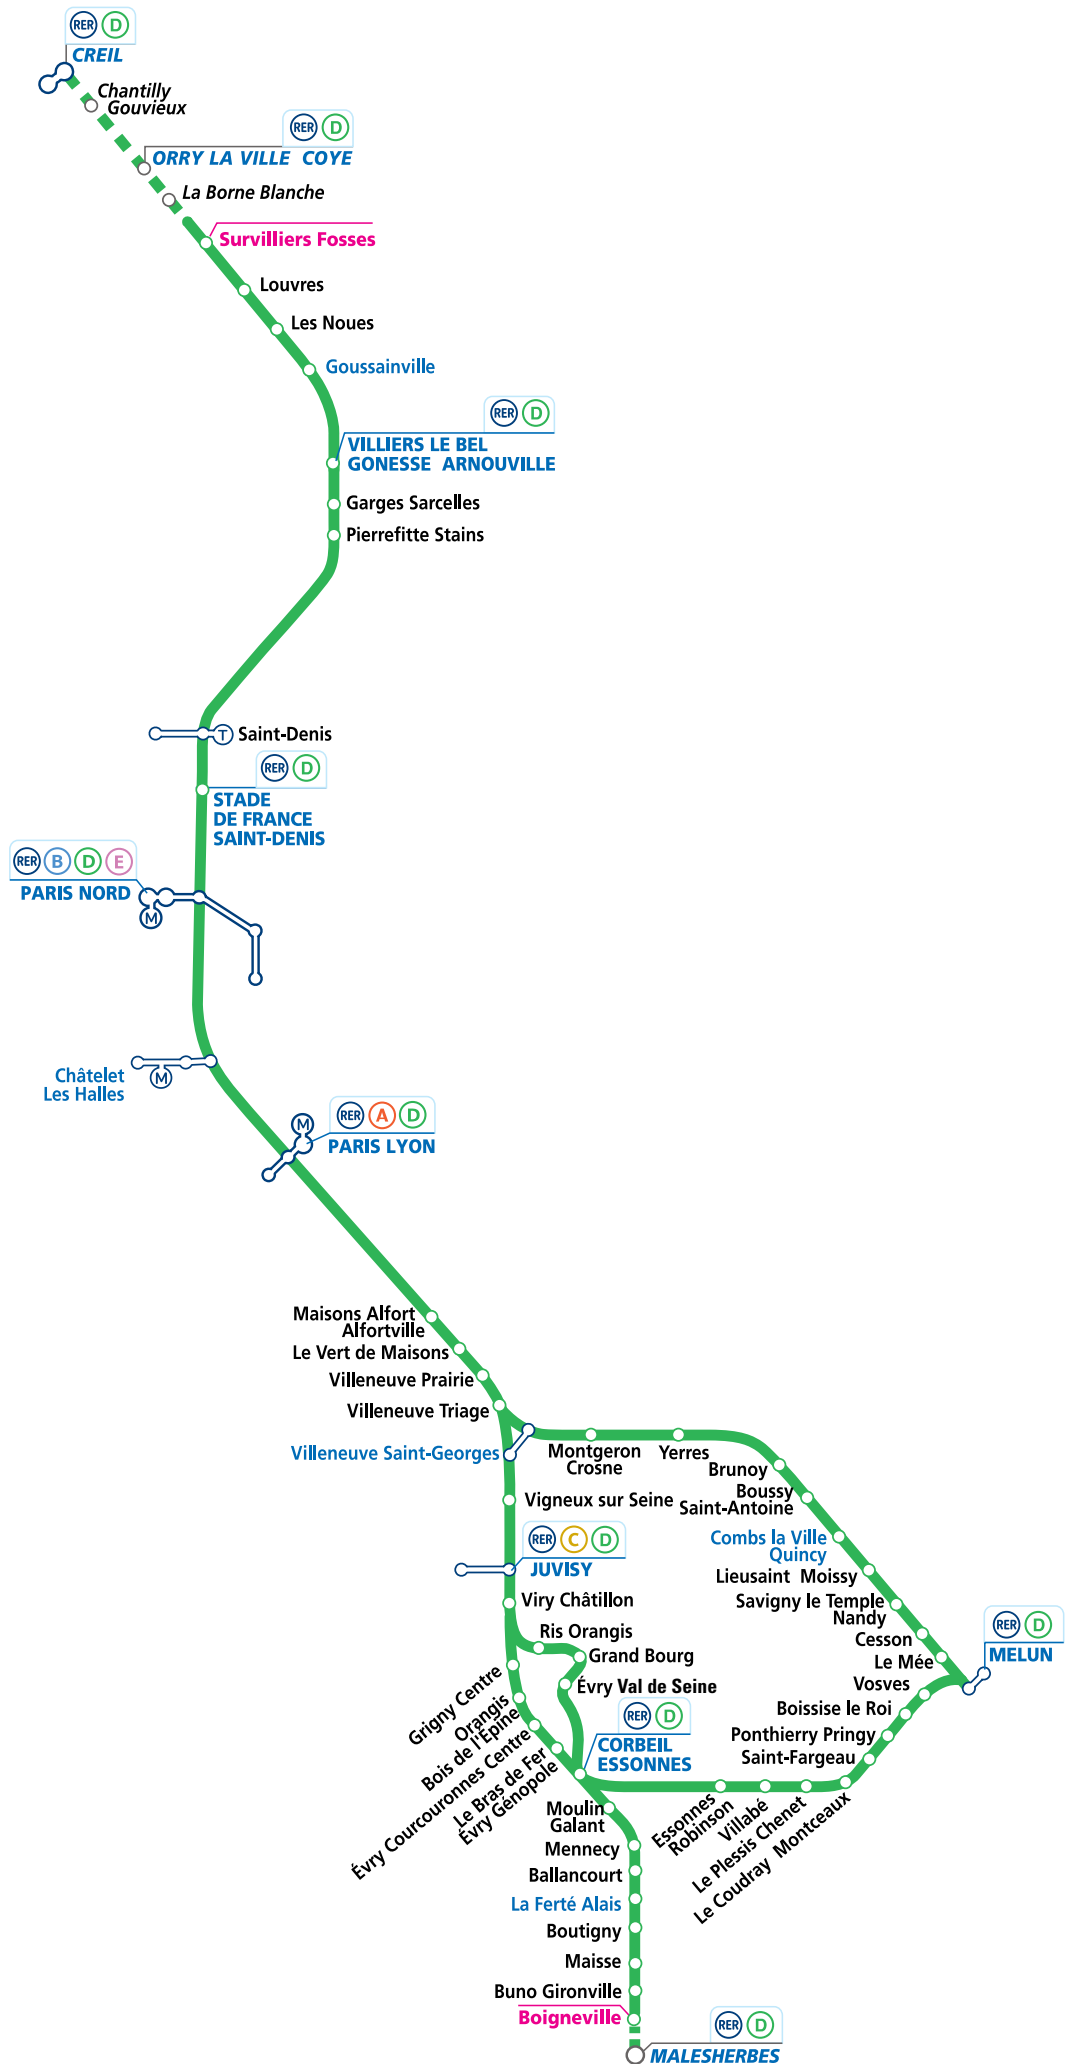 RER D
CREIL
Chantilly
Gouvieux
RER D
ORRY LA VILLE COYE
La Borne Blanche
Survilliers Fosses
Louvres
Les Noues
Goussainville
RER D
VILLIERS LE BEL
GONESSE ARNOUVILLE
Garges Sarcelles
Pierrefitte Stains
T Saint-Denis
RER D
STADE
DE FRANCE
SAINT-DENIS
RER B D E
PARIS NORD
M
Châtelet
Les Halles
M
M
RER A D
PARIS LYON
Maisons Alfort
Alfortville
Le Vert de Maisons
Villeneuve Prairie
Villeneuve Triage
Villeneuve Saint-Georges
Montgeron
Crosne
Yerres
Brunoy
Boussy
Saint-Antoine
Combs la Ville
Quincy
Lieusaint Moissy
Savigny le Temple
Nandy
Cesson
Le Mée
RER D
MELUN
Vosves
Boissise le Roi
Ponthierry Pringy
Saint-Fargeau
Vigneux sur Seine
RER C D
JUVISY
Viry Châtillon
Ris Orangis
Grand Bourg
Évry Val de Seine
Grigny Centre
Orangis
Bois de l'Épine
Évry Courcouronnes Centre
Le Bras de Fer
Évry Génopole
RER D
CORBEIL
ESSONNES
Essonnes
Robinson
Villabé
Le Plessis Chenet
Le Coudray Montceaux
Moulin
Galant
Mennecy
Ballancourt
La Ferté Alais
Boutigny
Maisse
Buno Gironville
Boigneville
RER D
MALESHERBES